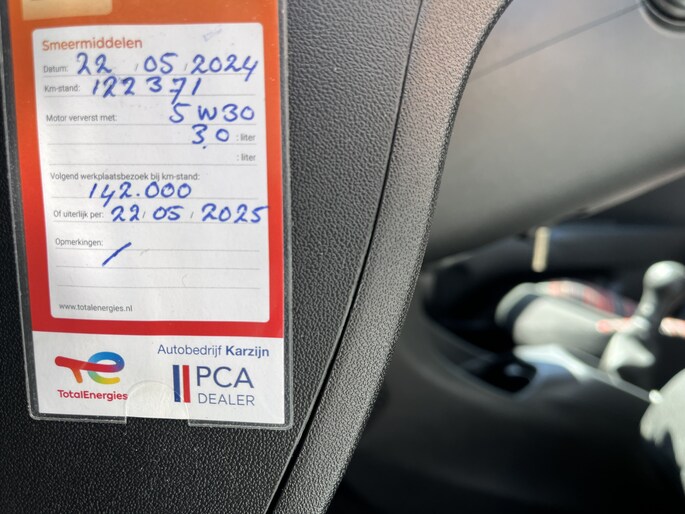 Smeermiddelen
Datum: 22 / 05 / 2024
Km-stand: 122371
Motor ververst met: 5W30
3.0 : liter
: liter
Volgend werkplaatsbezoek bij km-stand:
142.000
Of uiterlijk per: 22 / 05 / 2025
Opmerkingen: /
www.totalenergies.nl
TotalEnergies
Autobedrijf Karzijn
PCA
DEALER